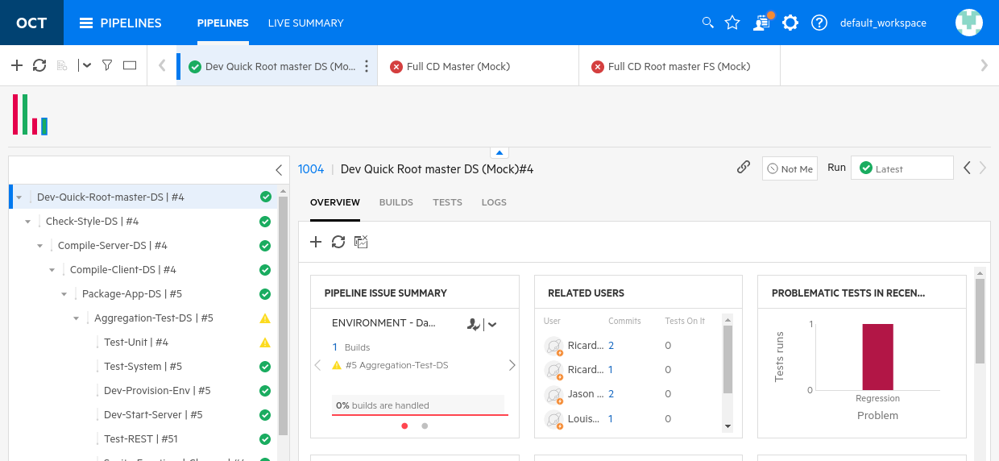 OCT
PIPELINES
PIPELINES
LIVE SUMMARY
default_workspace
Dev Quick Root master DS (Mo...
Full CD Master (Mock)
Full CD Root master FS (Mock)
1004 | Dev Quick Root master DS (Mock)#4
Not Me
Run
Latest
Dev-Quick-Root-master-DS | #4
Check-Style-DS | #4
Compile-Server-DS | #4
Compile-Client-DS | #4
Package-App-DS | #5
Aggregation-Test-DS | #5
Test-Unit | #4
Test-System | #5
Dev-Provision-Env | #5
Dev-Start-Server | #5
Test-REST | #51
OVERVIEW
BUILDS
TESTS
LOGS
PIPELINE ISSUE SUMMARY
ENVIRONMENT - Da...
1 Builds
#5 Aggregation-Test-DS
0% builds are handled
RELATED USERS
User Commits Tests On It
Ricard... 2 0
Ricard... 1 0
Jason ... 2 0
Louis... 1 0
PROBLEMATIC TESTS IN RECEN...
Tests runs
1
0
Regression
Problem